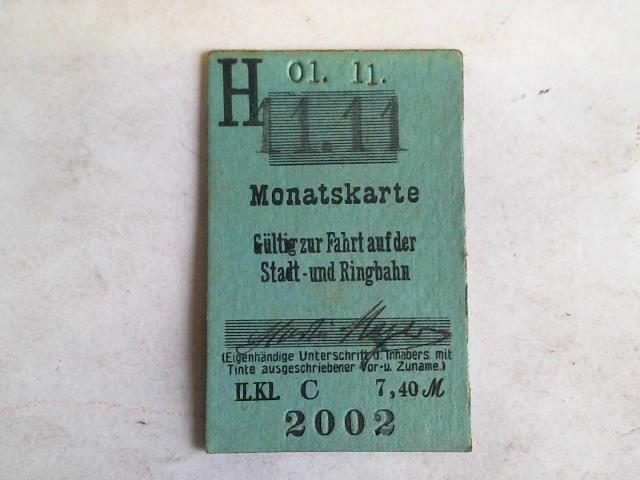 H 01. 11.
11.11
Monatskarte
Gültig zur Fahrt auf der
Stadt- und Ringbahn
(Eigenhändige Unterschrift d. Inhabers, mit
Tinte ausgeschriebener Vor- u. Zuname.)
II. Kl. C 7,40 M
2002